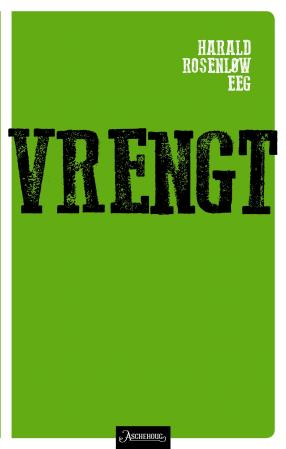 HARALD
ROSENLØW
EEG
VRENGT
ASCHEHOUG